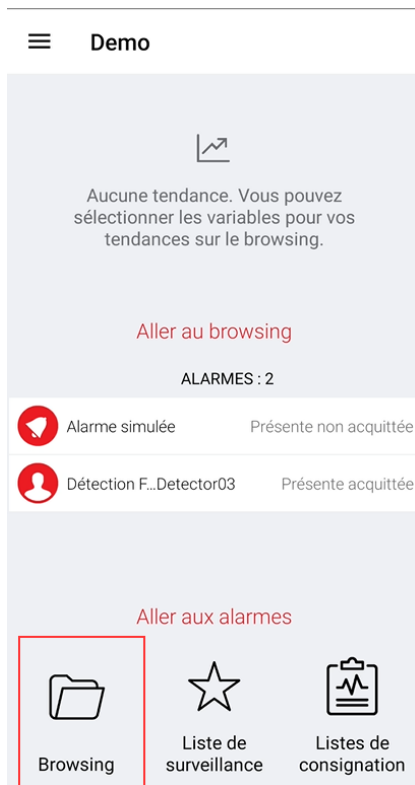 Demo
Aucune tendance. Vous pouvez
sélectionner les variables pour vos
tendances sur le browsing.
Aller au browsing
ALARMES : 2
Alarme simulée Présente non acquittée
Détection F...Detector03 Présente acquittée
Aller aux alarmes
Browsing
Liste de
surveillance
Listes de
consignation